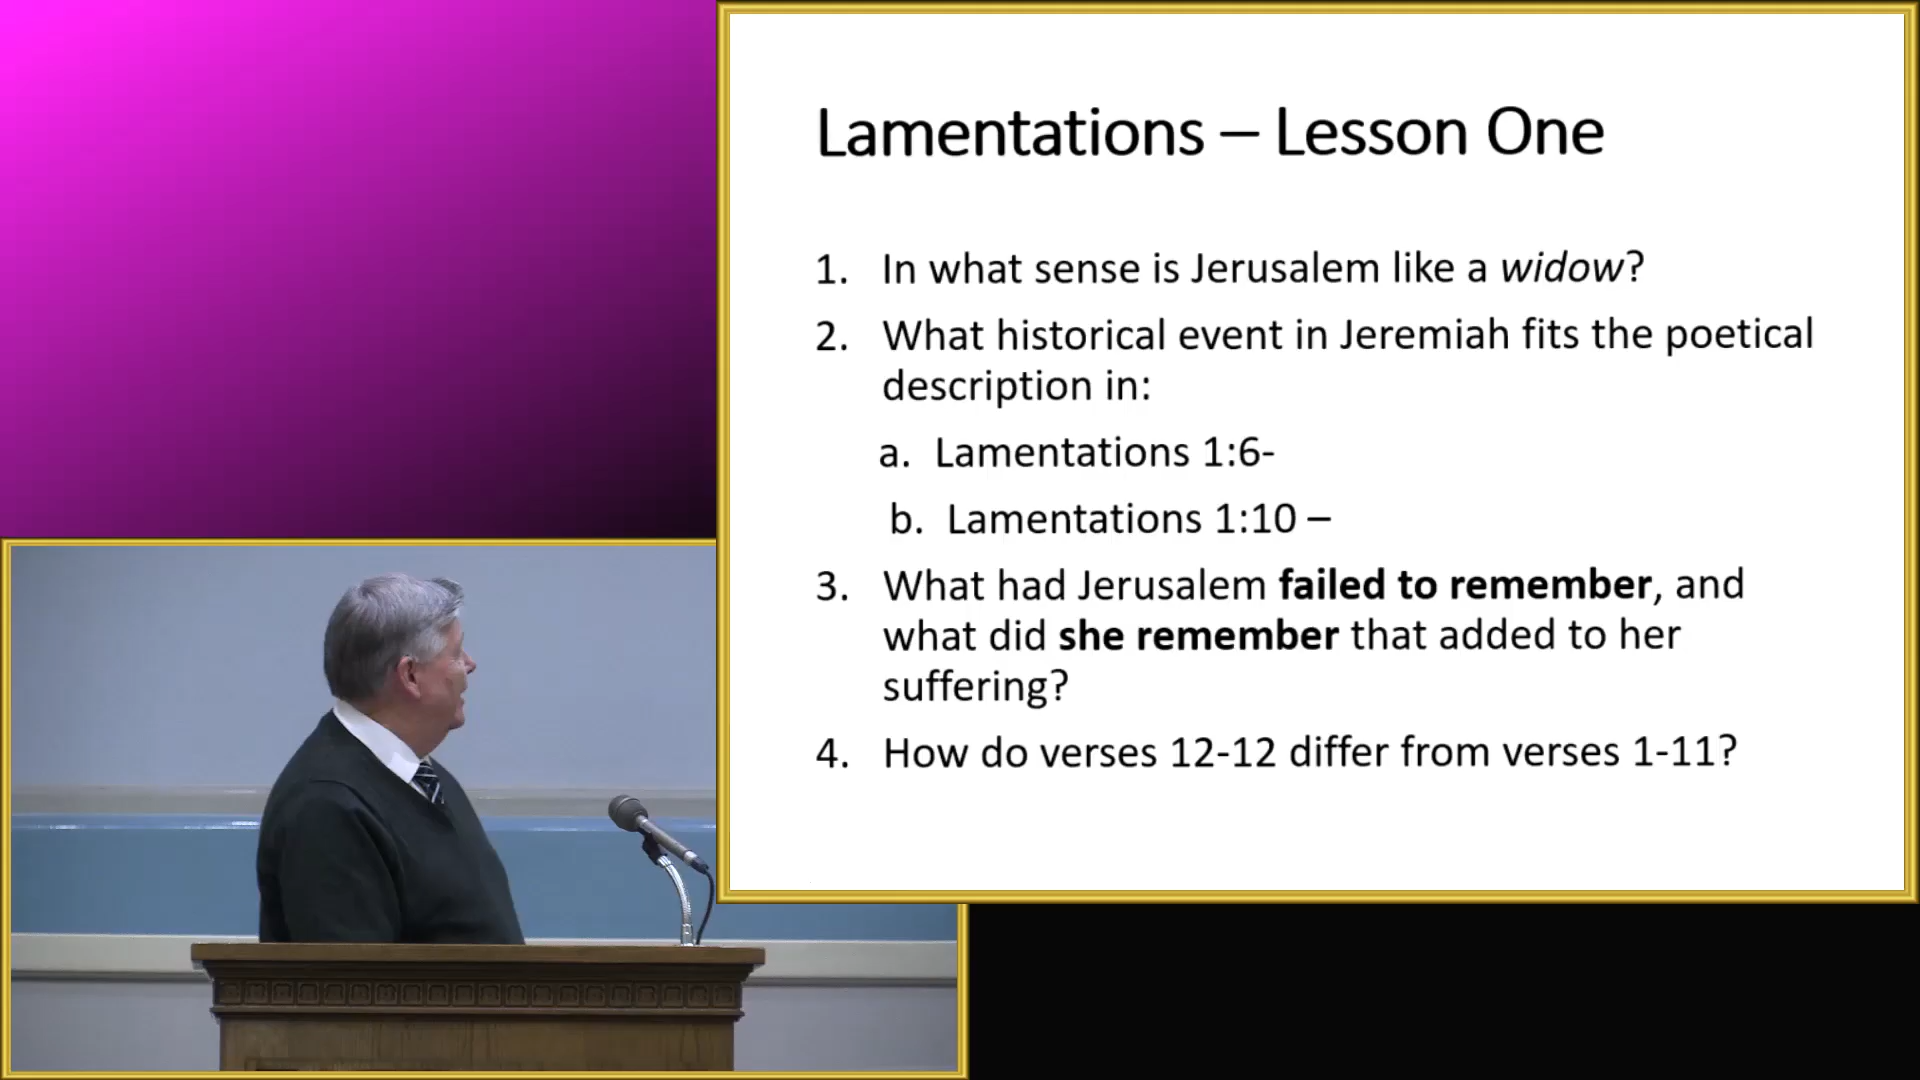 Lamentations – Lesson One
1. In what sense is Jerusalem like a widow?
2. What historical event in Jeremiah fits the poetical
description in:
a. Lamentations 1:6-
b. Lamentations 1:10 –
3. What had Jerusalem failed to remember, and
what did she remember that added to her
suffering?
4. How do verses 12-12 differ from verses 1-11?